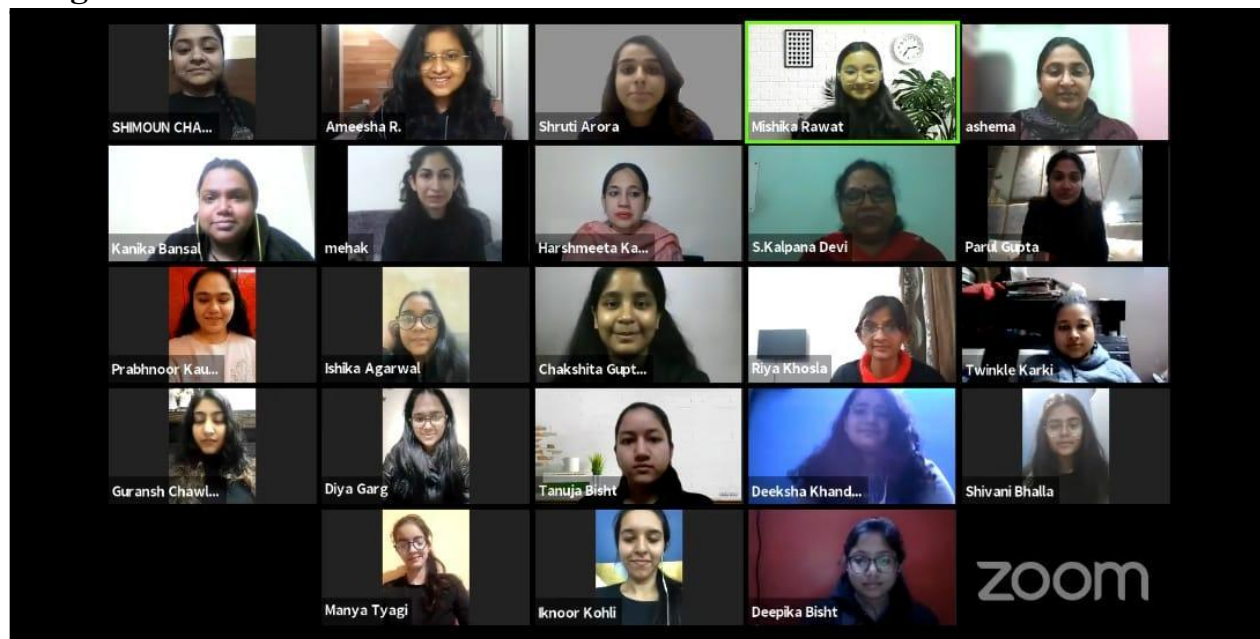 SHIMOUN CHA...
Ameesha R.
Shruti Arora
Mishika Rawat
ashema
Kanika Bansal
mehak
Harshmeeta Ka...
S.Kalpana Devi
Parul Gupta
Prabhnoor Kau...
Ishika Agarwal
Chakshita Gupt...
Riya Khosla
Twinkle Karki
Guransh Chawl...
Diya Garg
Tanuja Bisht
Deeksha Khand...
Shivani Bhalla
Manya Tyagi
Iknoor Kohli
Deepika Bisht
zoom